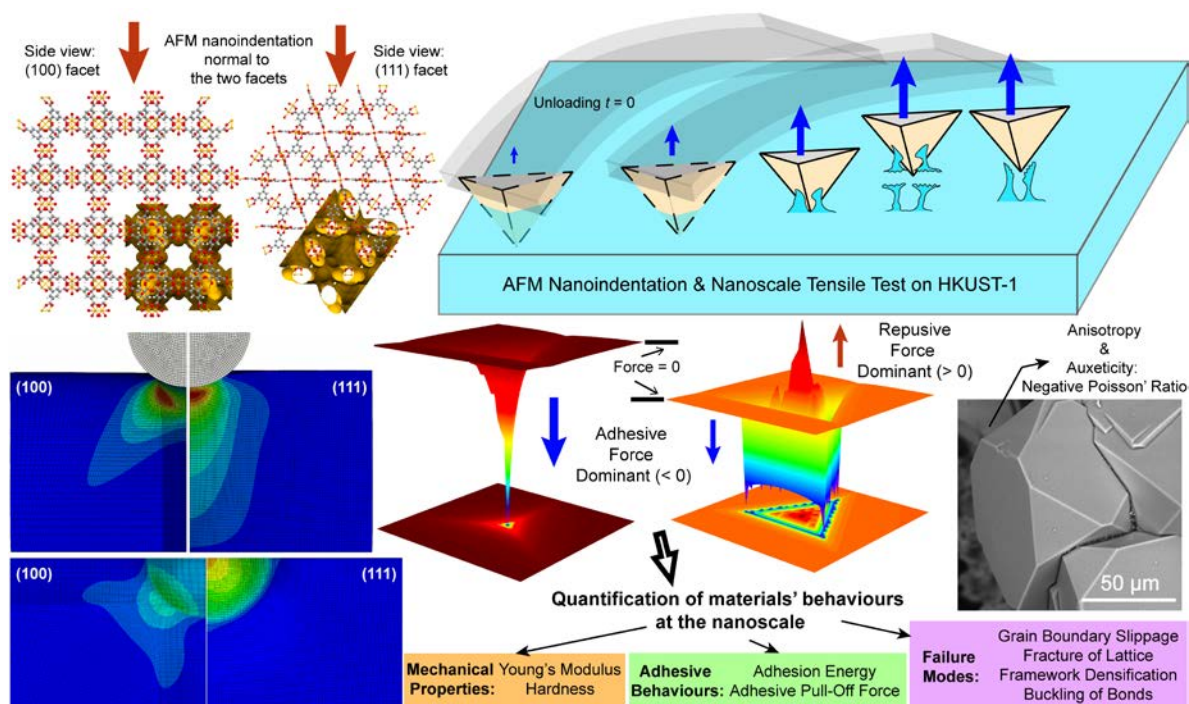 Side view:
(100) facet
AFM nanoindentation
normal to
the two facets
Side view:
(111) facet
Unloading t = 0
AFM Nanoindentation & Nanoscale Tensile Test on HKUST-1
(100)
(111)
(100)
(111)
Force = 0
Adhesive
Force
Dominant (< 0)
Repusive
Force
Dominant (> 0)
Anisotropy
&
Auxeticity:
Negative Poisson' Ratio
50 µm
Quantification of materials' behaviours
at the nanoscale
Mechanical Young's Modulus
Properties: Hardness
Adhesive Adhesion Energy
Behaviours: Adhesive Pull-Off Force
Grain Boundary Slippage
Failure Fracture of Lattice
Modes: Framework Densification
Buckling of Bonds